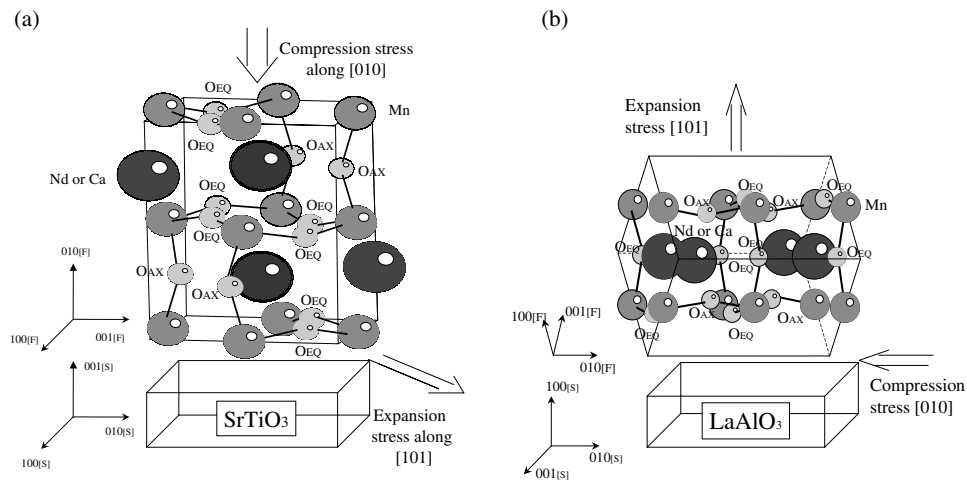 (a)
Compression stress
along [010]
OEQ
Mn
OEQ
OAX
OAX
Nd or Ca
OEQ
OEQ
OEQ
OEQ
OAX
OAX
OEQ
OEQ
010[F]
100[F]
001[F]
001[S]
010[S]
100[S]
SrTiO3
Expansion
stress along
[101]
(b)
Expansion
stress [101]
OEQ
OEQ
OAX
OAX
Mn
Nd or Ca
OEQ
OEQ
OEQ
OAX
OAX
OEQ
OEQ
100[F]
001[F]
010[F]
100[S]
010[S]
001[S]
LaAlO3
Compression
stress [010]